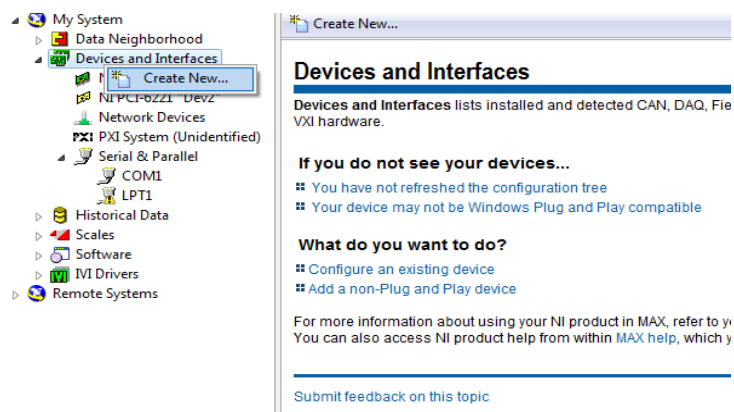 My System
Data Neighborhood
Devices and Interfaces
Create New...
NI PCI-6221 "Dev2"
Network Devices
PXI PXI System (Unidentified)
Serial & Parallel
COM1
LPT1
Historical Data
Scales
Software
IVI Drivers
Remote Systems
Create New...
Devices and Interfaces
Devices and Interfaces lists installed and detected CAN, DAQ, Fie
VXI hardware.
If you do not see your devices...
You have not refreshed the configuration tree
Your device may not be Windows Plug and Play compatible
What do you want to do?
Configure an existing device
Add a non-Plug and Play device
For more information about using your NI product in MAX, refer to y
You can also access NI product help from within MAX help, which y
Submit feedback on this topic